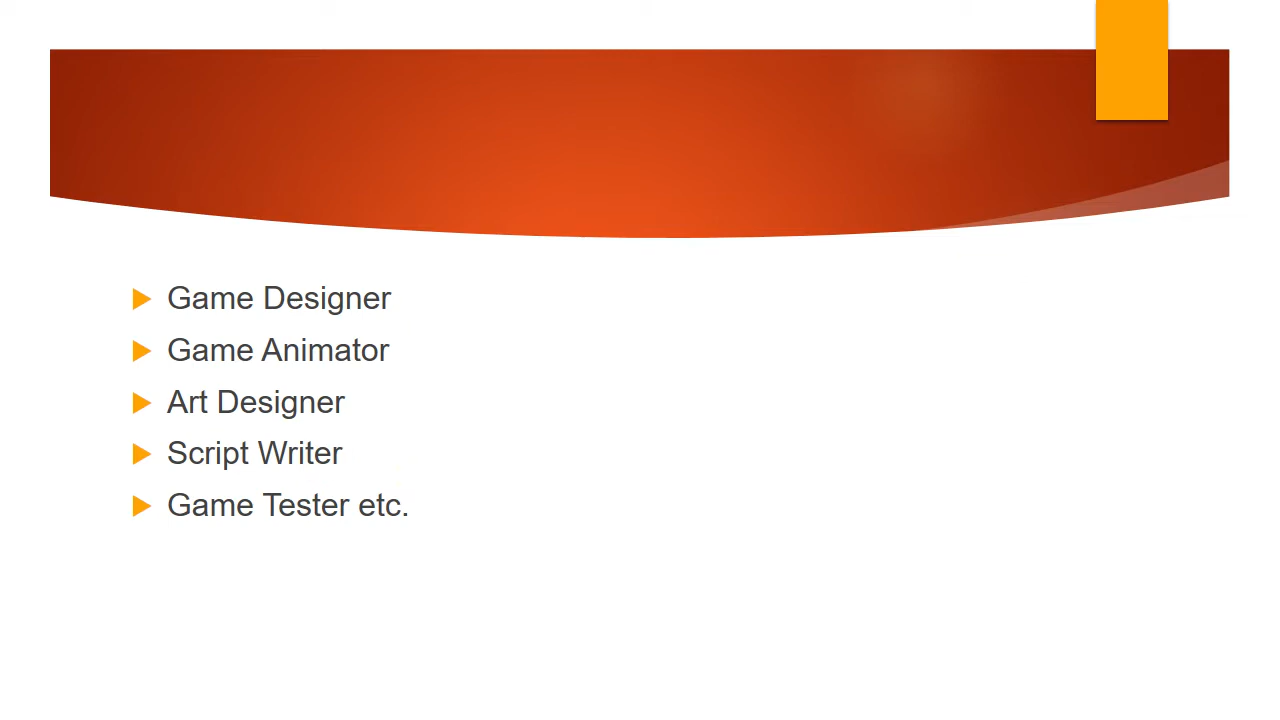 Game Designer
Game Animator
Art Designer
Script Writer
Game Tester etc.